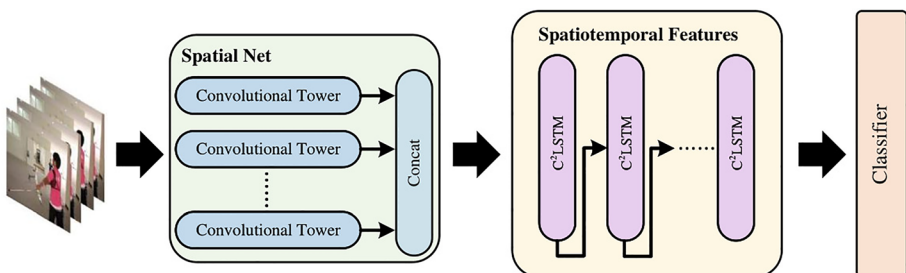 Spatial Net
Convolutional Tower
Convolutional Tower
Convolutional Tower
Concat
Spatiotemporal Features
C²LSTM
C²LSTM
C²LSTM
Classifier